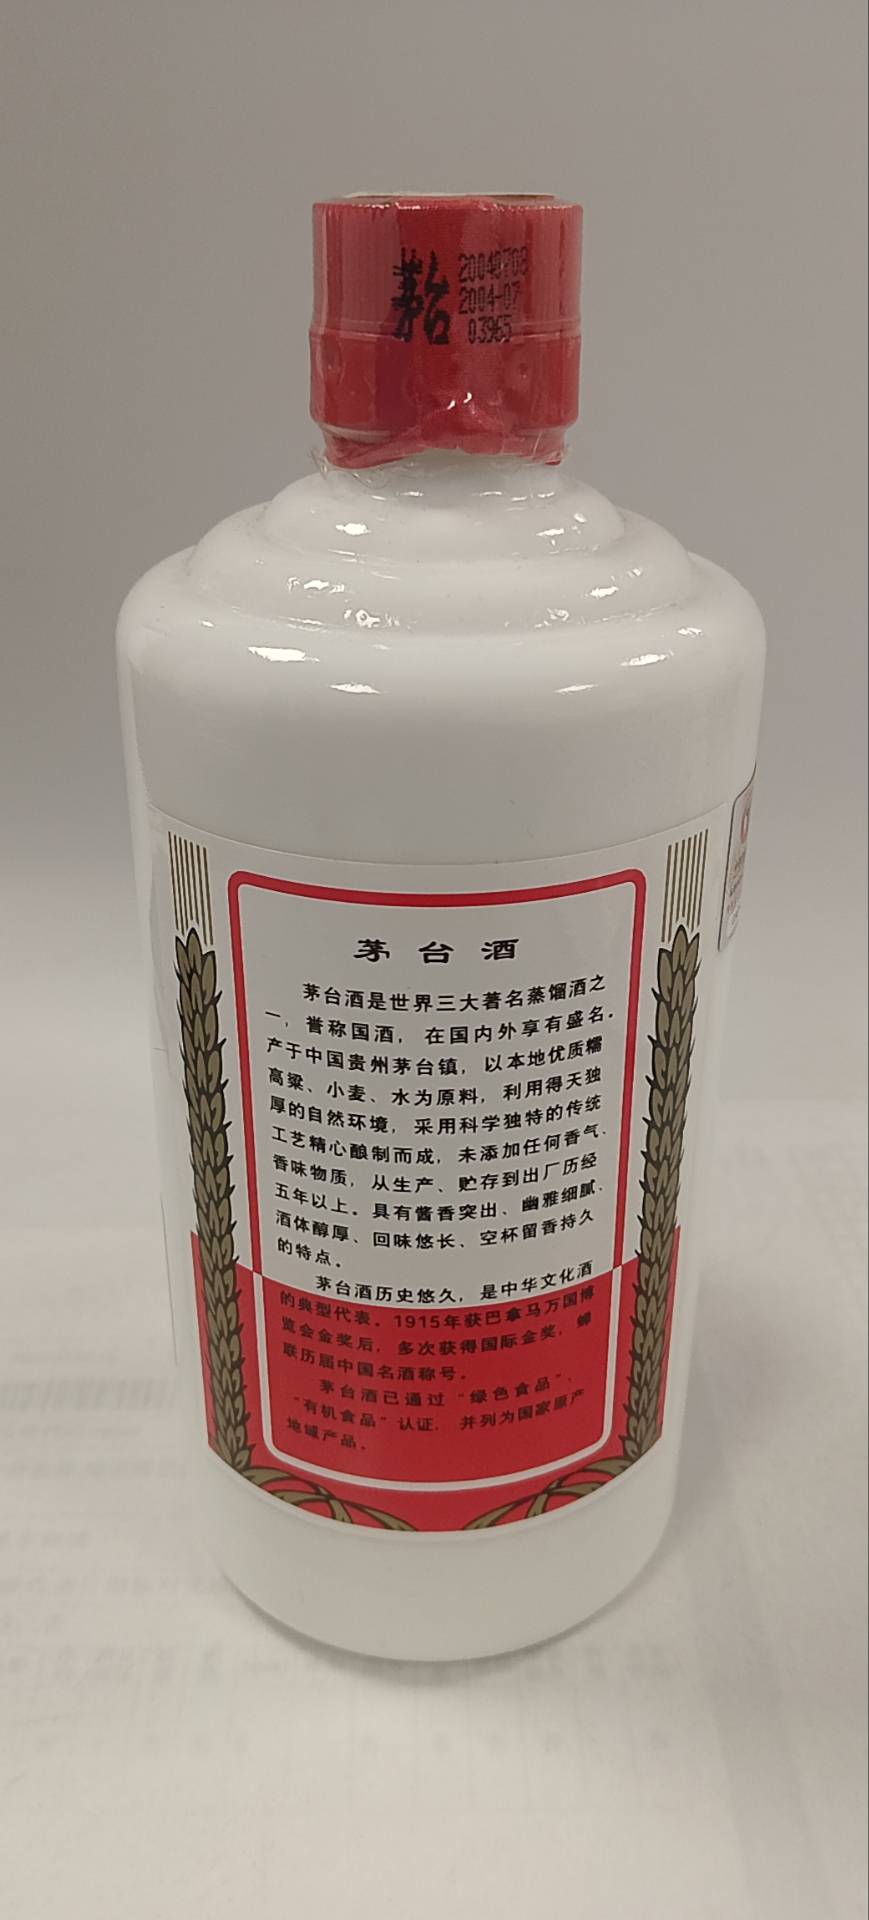 茅台
20040708
2004-07
03965
茅台酒
茅台酒是世界三大著名蒸馏酒之
一，誉称国酒，在国内外享有盛名。
产于中国贵州茅台镇，以本地优质糯
高粱、小麦、水为原料，利用得天独
厚的自然环境，采用科学独特的传统
工艺精心酿制而成，未添加任何香气、
香味物质，从生产、贮存到出厂历经
五年以上。具有酱香突出、幽雅细腻、
酒体醇厚、回味悠长、空杯留香持久
的特点。
茅台酒历史悠久，是中华文化酒
的典型代表。1915年获巴拿马万国博
览会金奖后，多次获得国际金奖，蝉
联历届中国名酒称号。
茅台酒已通过“绿色食品”、
“有机食品”认证，并列为国家原产
地域产品。